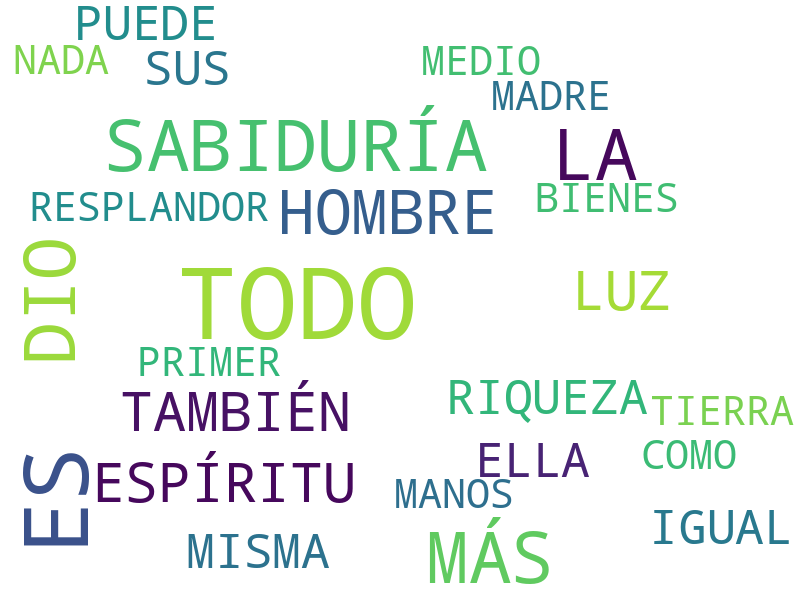 PUEDE
NADA
SUS
MEDIO
MADRE
SABIDURÍA
LA
RESPLANDOR
HOMBRE
BIENES
DIO
TODO
LUZ
PRIMER
TAMBIÉN
RIQUEZA
TIERRA
ES
ESPÍRITU
ELLA
COMO
MANOS
MISMA
MÁS
IGUAL